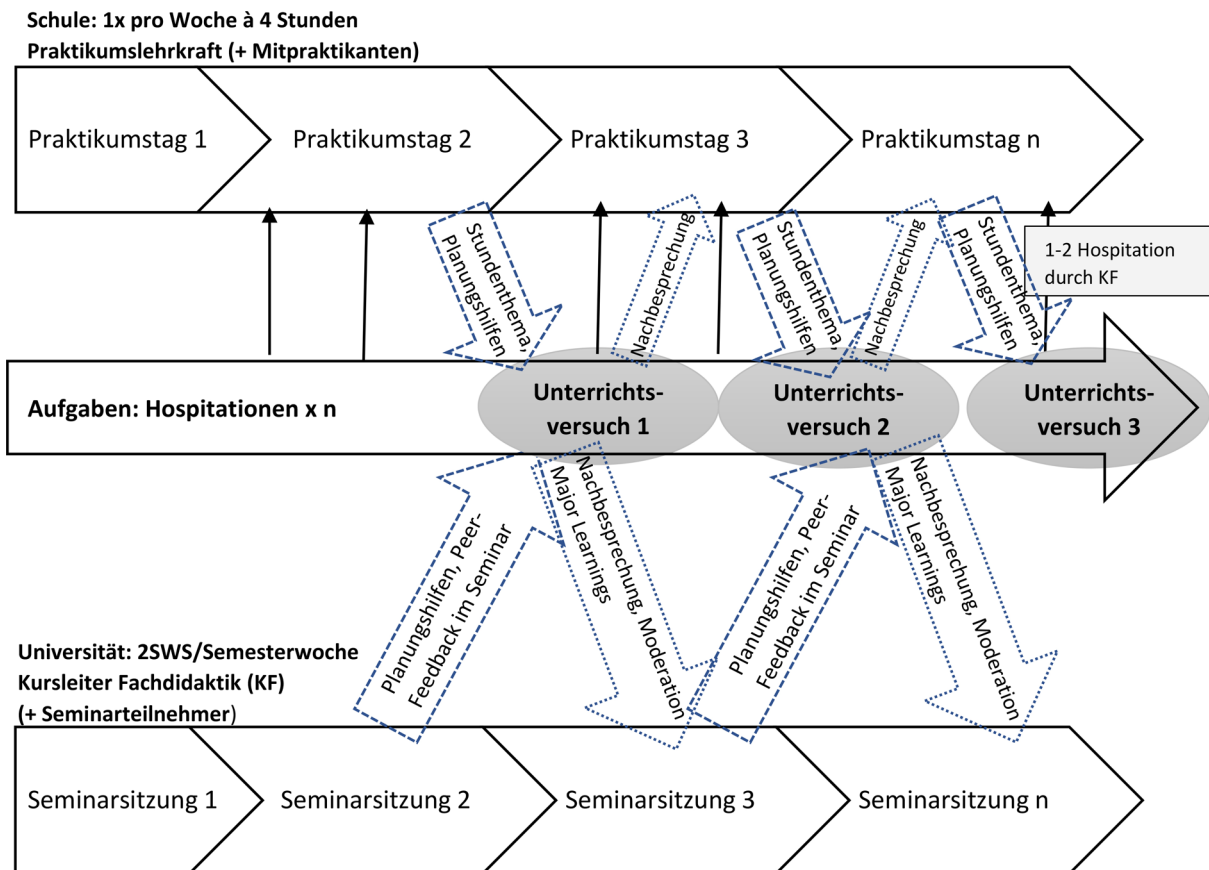 Schule: 1x pro Woche à 4 Stunden
Praktikumslehrkraft (+ Mitpraktikanten)
Praktikumstag 1
Praktikumstag 2
Praktikumstag 3
Praktikumstag n
Stundenthema,
Planungshilfen
Nachbesprechung
Stundenthema,
Planungshilfen
Nachbesprechung
Stundenthema,
Planungshilfen
1-2 Hospitation
durch KF
Aufgaben: Hospitationen x n
Unterrichts-
versuch 1
Unterrichts-
versuch 2
Unterrichts-
versuch 3
Planungshilfen, Peer-
Feedback im Seminar
Nachbesprechung, Moderation
Major Learnings
Planungshilfen, Peer-
Feedback im Seminar
Nachbesprechung, Moderation
Major Learnings
Universität: 2SWS/Semesterwoche
Kursleiter Fachdidaktik (KF)
(+ Seminarteilnehmer)
Seminarsitzung 1
Seminarsitzung 2
Seminarsitzung 3
Seminarsitzung n